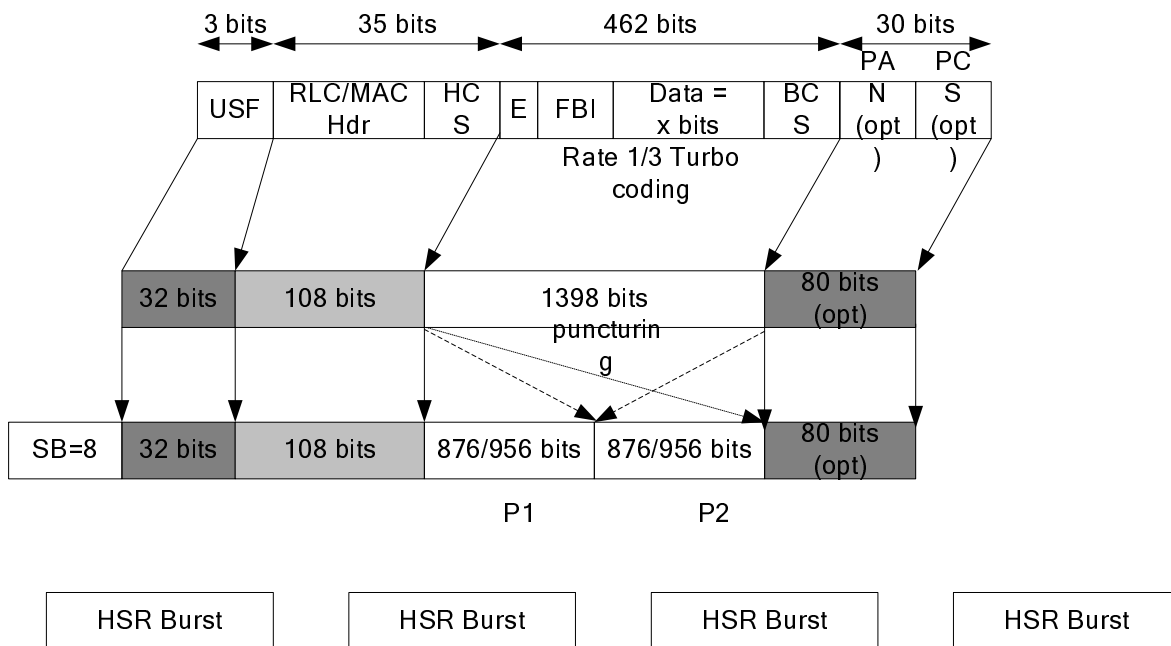 3 bits 35 bits 462 bits 30 bits
USF RLC/MAC Hdr HC S E FBI Data = x bits BC S PA N (opt ) PC S (opt )
Rate 1/3 Turbo
coding
32 bits 108 bits 1398 bits 80 bits (opt)
puncturin
g
SB=8 32 bits 108 bits 876/956 bits 876/956 bits 80 bits (opt)
P1 P2
HSR Burst HSR Burst HSR Burst HSR Burst